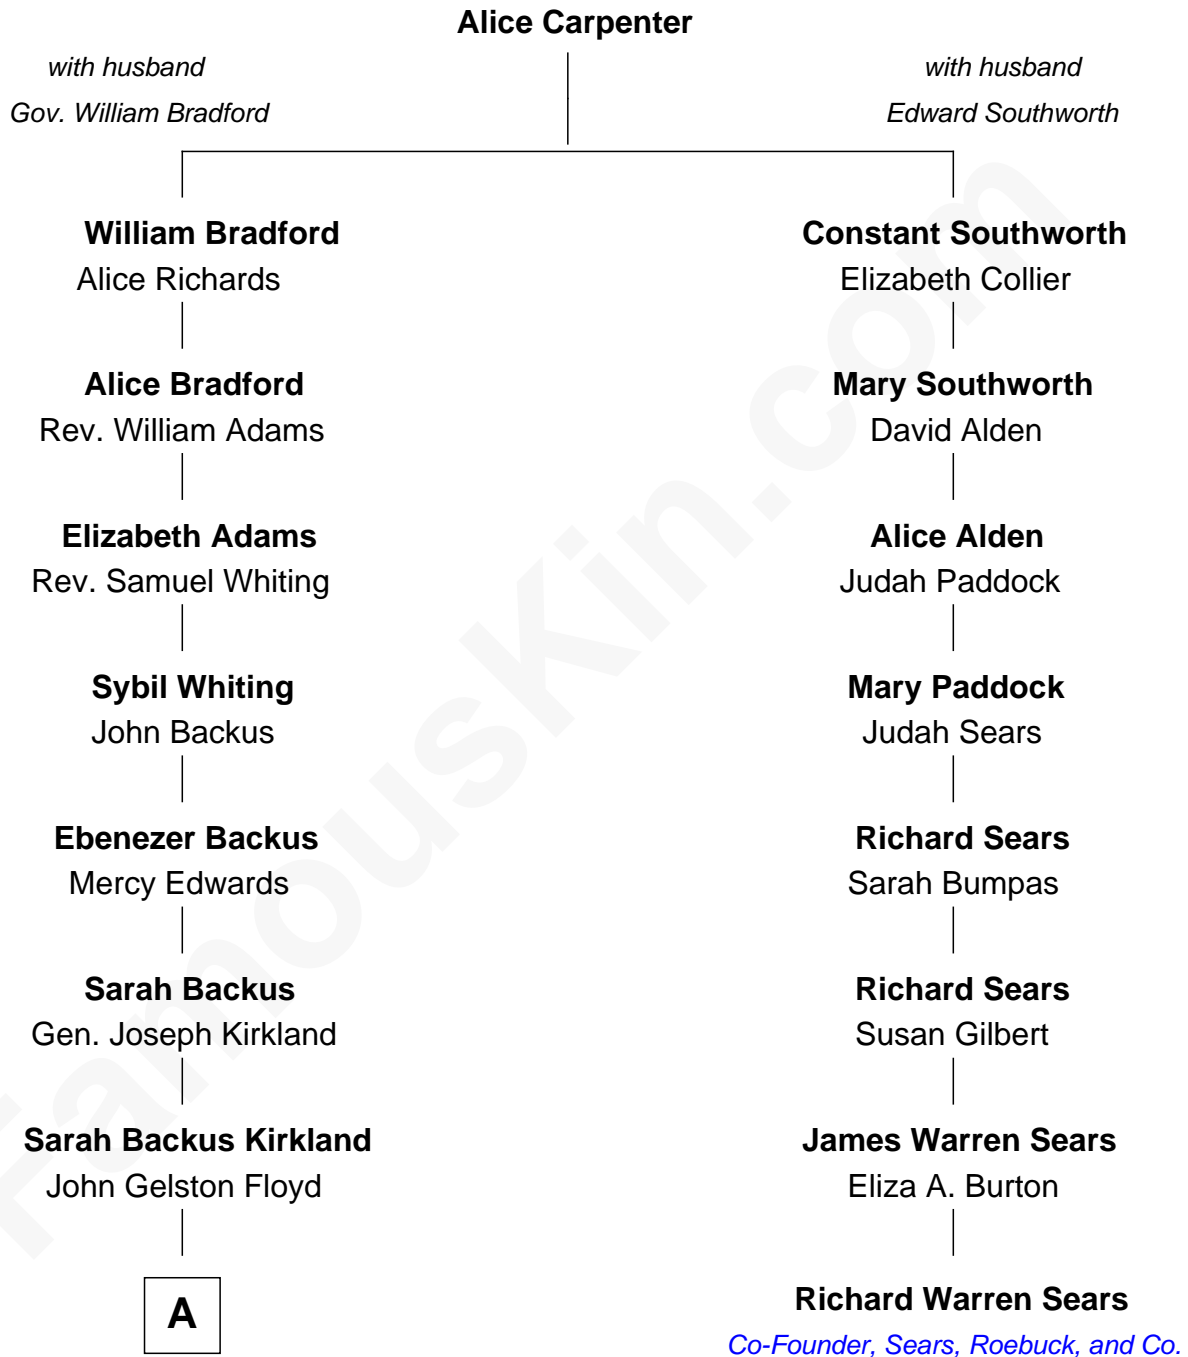 Alice Carpenter
with husband
Gov. William Bradford
with husband
Edward Southworth
William Bradford
Alice Richards
Constant Southworth
Elizabeth Collier
Alice Bradford
Rev. William Adams
Mary Southworth
David Alden
Elizabeth Adams
Rev. Samuel Whiting
Alice Alden
Judah Paddock
Sybil Whiting
John Backus
Mary Paddock
Judah Sears
Ebenezer Backus
Mercy Edwards
Richard Sears
Sarah Bumpas
Sarah Backus
Gen. Joseph Kirkland
Richard Sears
Susan Gilbert
Sarah Backus Kirkland
John Gelston Floyd
James Warren Sears
Eliza A. Burton
A
Richard Warren Sears
Co-Founder, Sears, Roebuck, and Co.
FamousKin.com